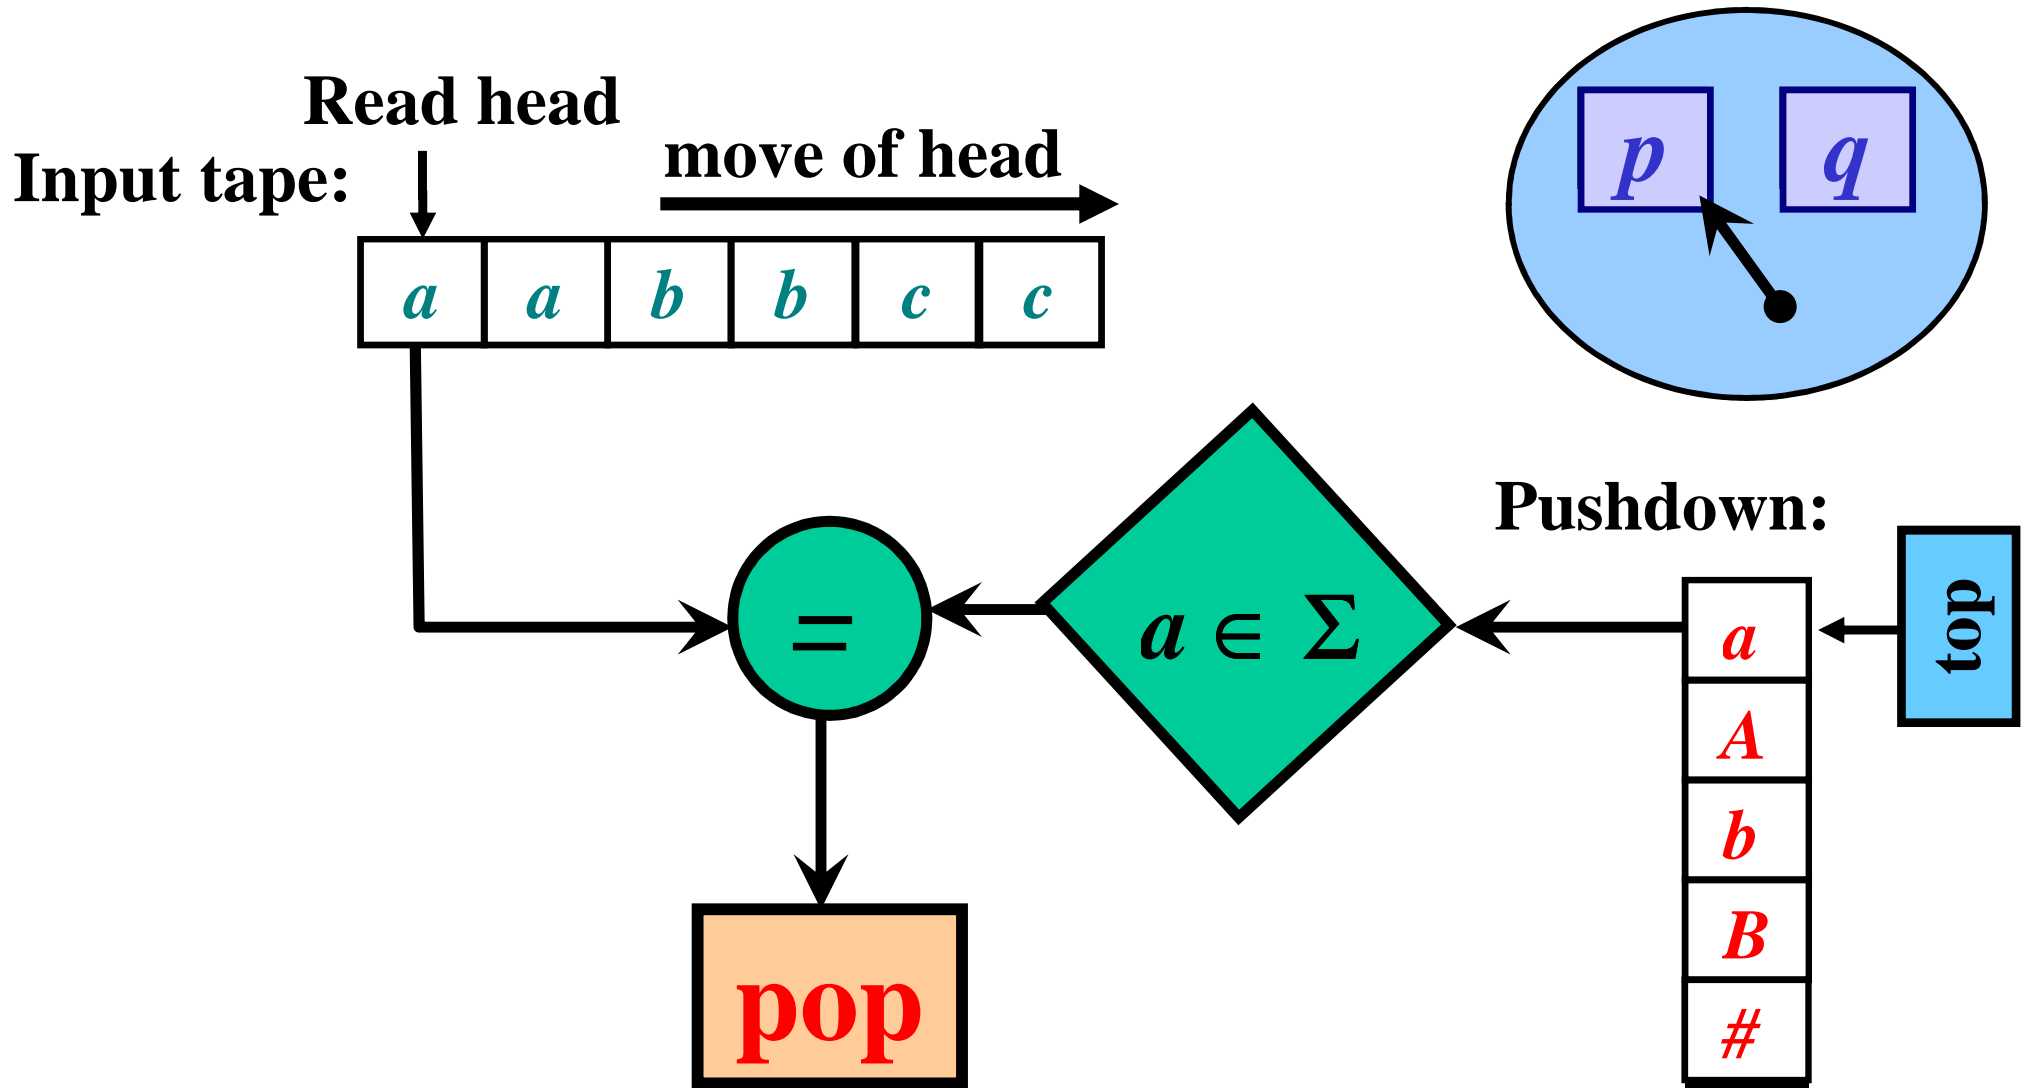 Read head
Input tape:
move of head
a a b b c c
p q
=
a ∈ Σ
Pushdown:
top
a
A
b
B
#
pop